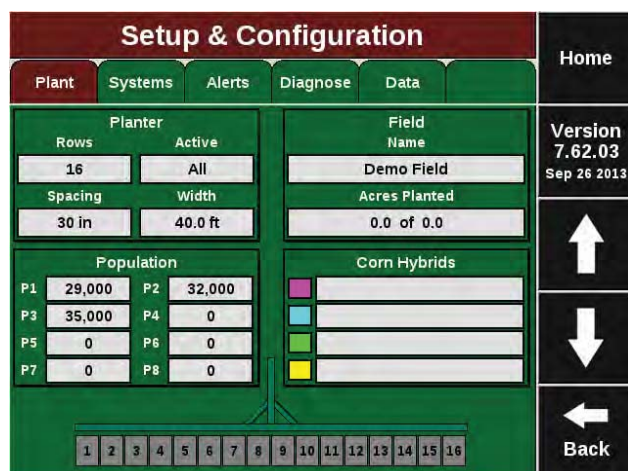 Setup & Configuration
Home
Plant Systems Alerts Diagnose Data
Version
7.62.03
Sep 26 2013
Planter
Rows Active
16 All
Spacing Width
30 in 40.0 ft
Field
Name
Demo Field
Acres Planted
0.0 of 0.0
Population
P1 29,000 P2 32,000
P3 35,000 P4 0
P5 0 P6 0
P7 0 P8 0
Corn Hybrids
1 2 3 4 5 6 7 8 9 10 11 12 13 14 15 16
Back